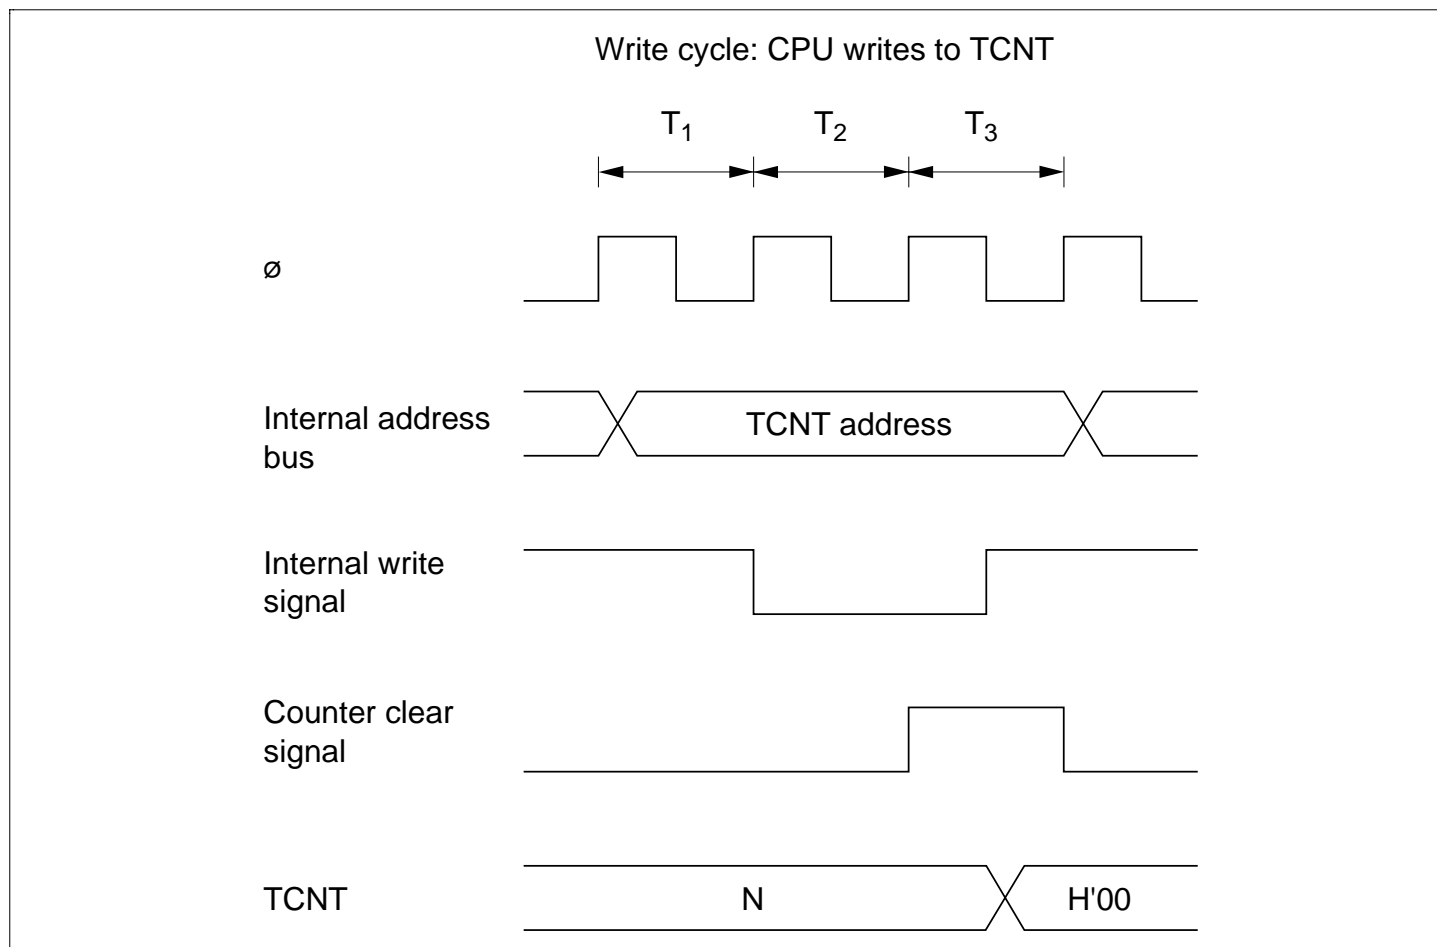 Write cycle: CPU writes to TCNT
T1 T2 T3
ø
Internal address
bus
TCNT address
Internal write
signal
Counter clear
signal
TCNT
N
H'00